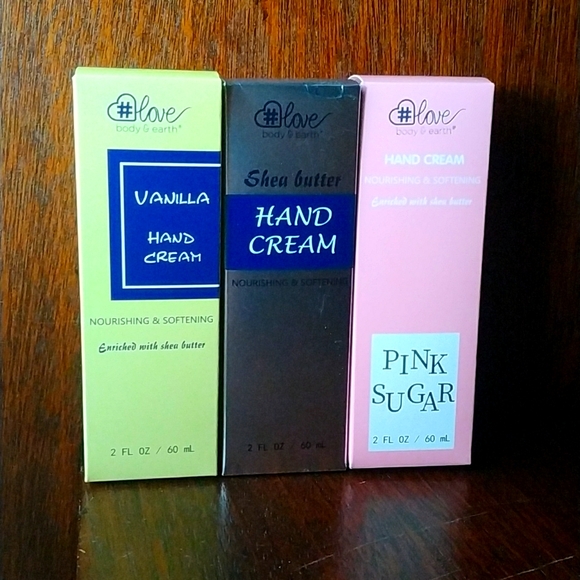 #love
body & earth®
VANILLA
HAND
CREAM
NOURISHING & SOFTENING
Enriched with shea butter
2 FL OZ / 60 mL
#love
body & earth®
Shea butter
HAND
CREAM
NOURISHING & SOFTENING
2 FL OZ / 60 mL
#love
body & earth®
HAND CREAM
NOURISHING & SOFTENING
Enriched with shea butter
PINK
SUGAR
2 FL OZ / 60 mL